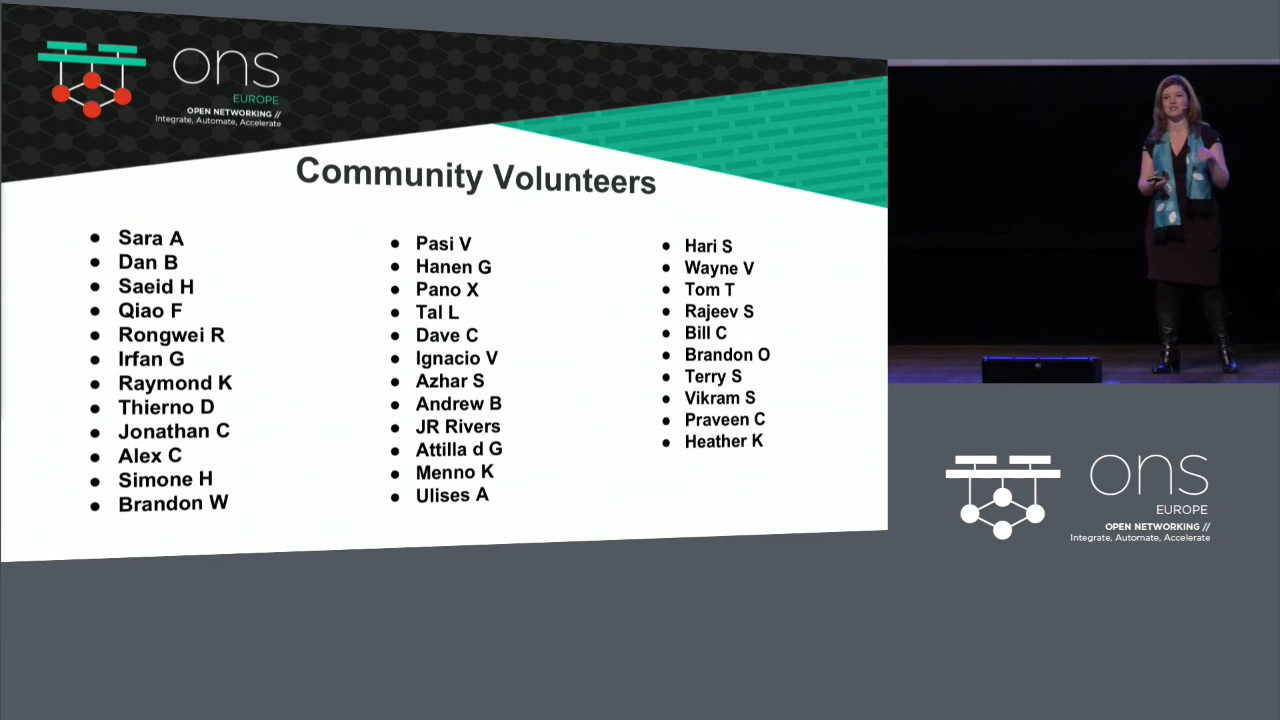 ons
EUROPE
OPEN NETWORKING //
Integrate, Automate, Accelerate
Community Volunteers
Sara A
Dan B
Saeid H
Qiao F
Rongwei R
Irfan G
Raymond K
Thierno D
Jonathan C
Alex C
Simone H
Brandon W
Pasi V
Hanen G
Pano X
Tal L
Dave C
Ignacio V
Azhar S
Andrew B
JR Rivers
Attilla d G
Menno K
Ulises A
Hari S
Wayne V
Tom T
Rajeev S
Bill C
Brandon O
Terry S
Vikram S
Praveen C
Heather K
ons
EUROPE
OPEN NETWORKING //
Integrate, Automate, Accelerate